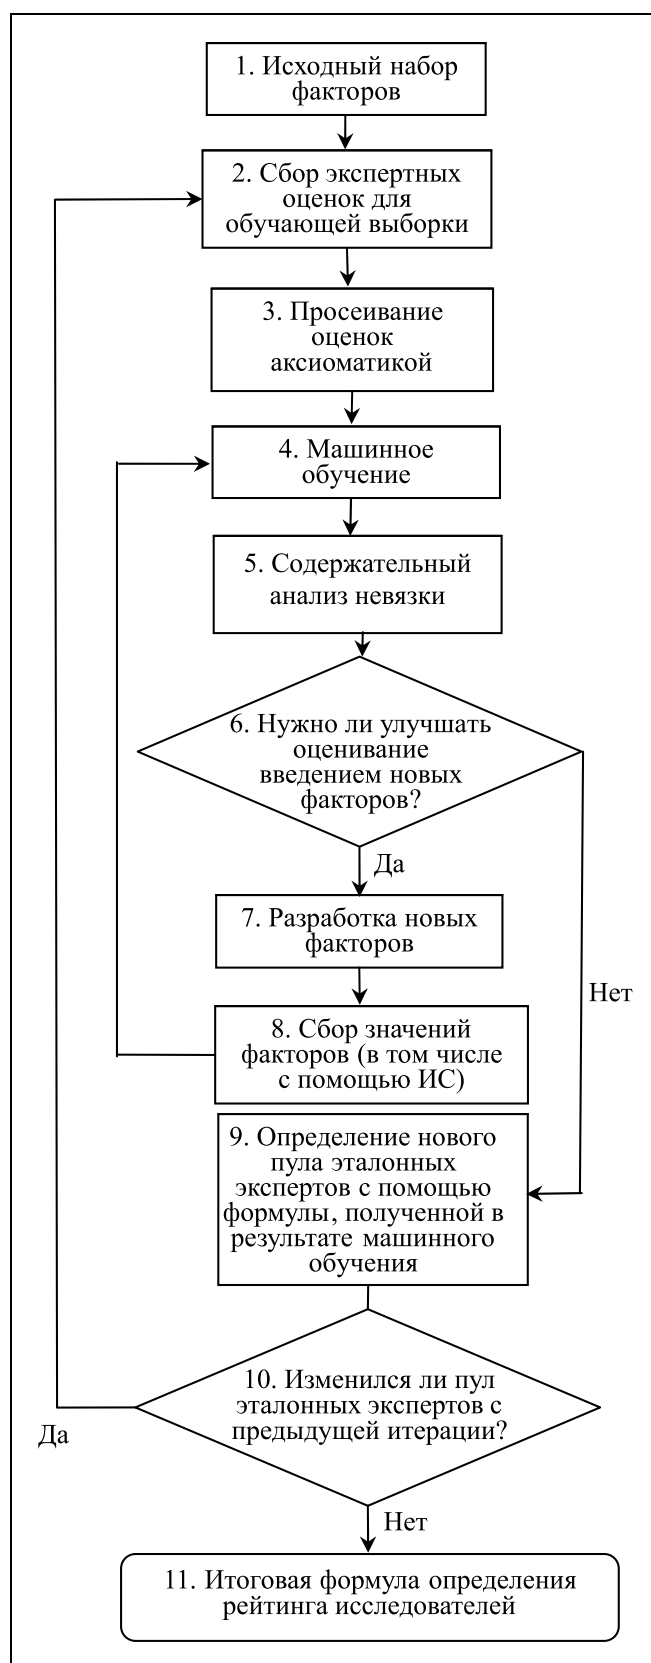 1. Исходный набор
факторов
2. Сбор экспертных
оценок для
обучающей выборки
3. Просеивание
оценок
аксиоматикой
4. Машинное
обучение
5. Содержательный
анализ невязки
6. Нужно ли улучшать
оценивание
введением новых
факторов?
Да
7. Разработка новых
факторов
Нет
8. Сбор значений
факторов (в том числе
с помощью ИС)
9. Определение нового
пула эталонных
экспертов с помощью
формулы, полученной в
результате машинного
обучения
10. Изменился ли пул
эталонных экспертов с
предыдущей итерации?
Да
Нет
11. Итоговая формула определения
рейтинга исследователей